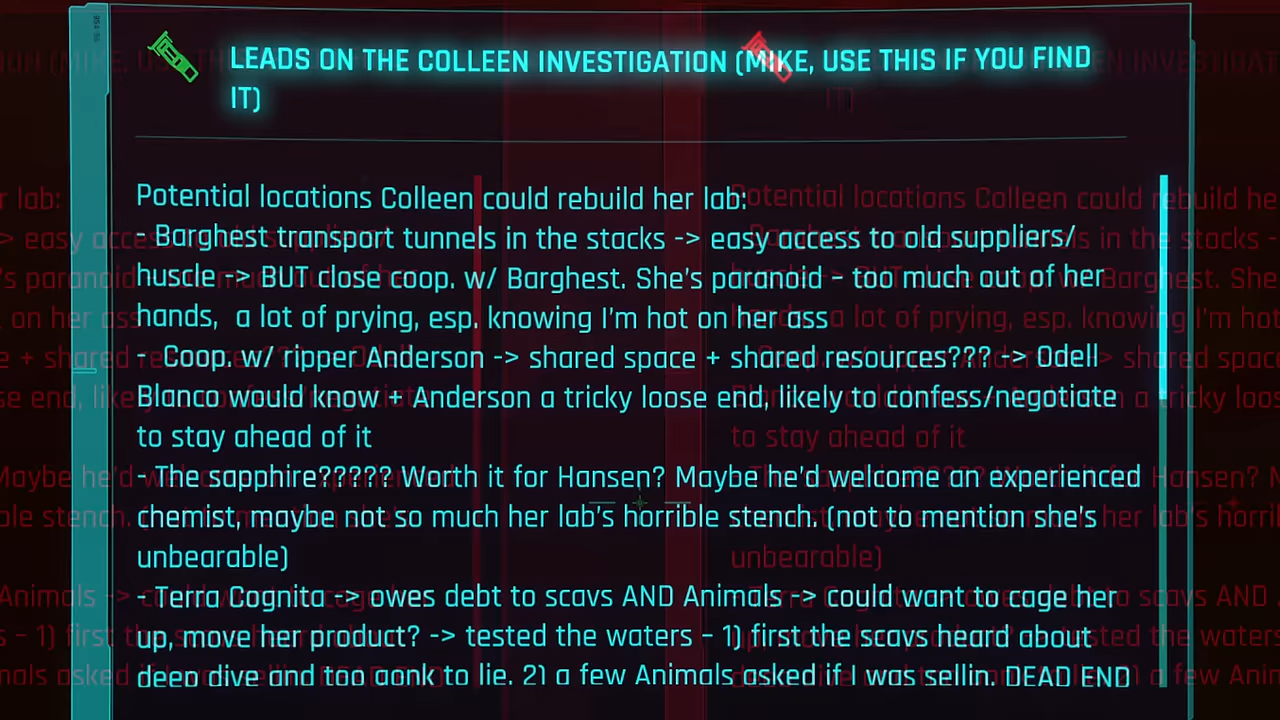 LEADS ON THE COLLEEN INVESTIGATION (MIKE, USE THIS IF YOU FIND
IT)
Potential locations Colleen could rebuild her lab:
- Barghest transport tunnels in the stacks -> easy access to old suppliers/
huscle -> BUT close coop. w/ Barghest. She's paranoid – too much out of her
hands, a lot of prying, esp. knowing I'm hot on her ass
- Coop. w/ ripper Anderson -> shared space + shared resources??? -> Odell
Blanca would know + Anderson a tricky loose end, likely to confess/negotiate
to stay ahead of it
- The sapphire????? Worth it for Hansen? Maybe he'd welcome an experienced
chemist, maybe not so much her lab's horrible stench. (not to mention she's
unbearable)
- Terra Cognita -> owes debt to scavs AND Animals -> could want to cage her
up, move her product? -> tested the waters – 1) first the scavs heard about
deep dive and too gonk to lie. 2) a few Animals asked if I was sellin. DEAD END